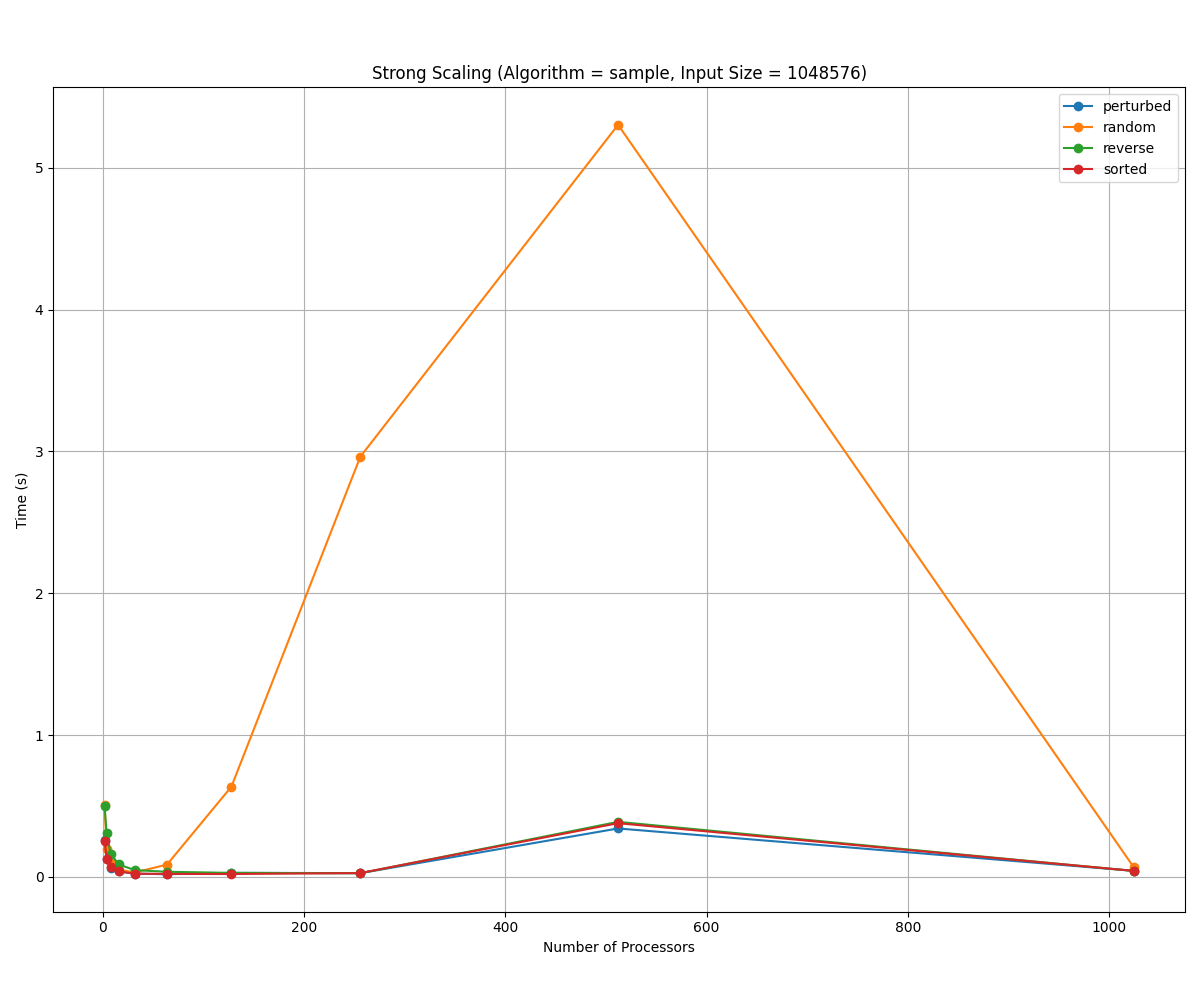 Strong Scaling (Algorithm = sample, Input Size = 1048576)
perturbed
random
reverse
sorted
5
4
3
2
1
0
Time (s)
0 200 400 600 800 1000
Number of Processors